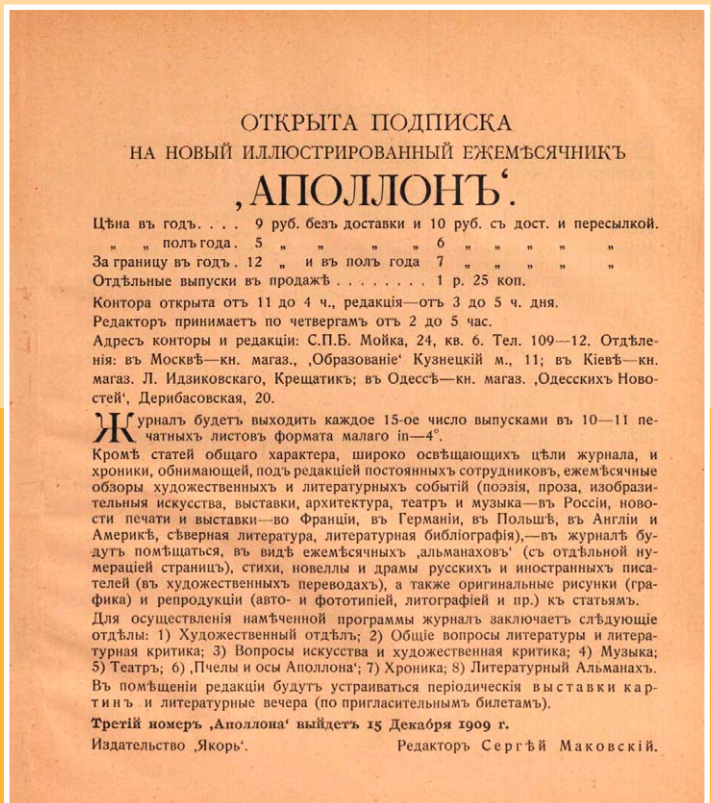 ОТКРЫТА ПОДПИСКА
НА НОВЫЙ ИЛЛЮСТРИРОВАННЫЙ ЕЖЕМѢСЯЧНИКЪ
‚АПОЛЛОНЪ‘.
Цѣна въ годъ. . . . 9 руб. безъ доставки и 10 руб. съ дост. и пересылкой.
„ „ полъ года . 5 „ „ „ „ 6 „ „ „ „ „
За границу въ годъ . 12 „ и въ полъ года 7 „ „ „ „ „
Отдѣльные выпуски въ продажѣ . . . . . . . . 1 р. 25 коп.
Контора открыта отъ 11 до 4 ч., редакція—отъ 3 до 5 ч. дня.
Редакторъ принимаетъ по четвергамъ отъ 2 до 5 час.
Адресъ конторы и редакціи: С.П.Б. Мойка, 24, кв. 6. Тел. 109—12. Отдѣле-
нія: въ Москвѣ—кн. магаз., ‚Образованіе‘ Кузнецкій м., 11; въ Кіевѣ—кн.
магаз. Л. Идзиковскаго, Крещатикъ; въ Одессѣ—кн. магаз. ‚Одесскихъ Ново-
стей‘, Дерибасовская, 20.
Журналъ будетъ выходить каждое 15-ое число выпусками въ 10—11 пе-
чатныхъ листовъ формата малаго in—4°.
Кромѣ статей общаго характера, широко освѣщающихъ цѣли журнала, и
хроники, обнимающей, подъ редакціей постоянныхъ сотрудниковъ, ежемѣсячные
обзоры художественныхъ и литературныхъ событій (поэзія, проза, изобрази-
тельныя искусства, выставки, архитектура, театръ и музыка—въ Россіи, ново-
сти печати и выставки—во Франціи, въ Германіи, въ Польшѣ, въ Англіи и
Америкѣ, сѣверная литература, литературная библіографія),—въ журналѣ бу-
дутъ помѣщаться, въ видѣ ежемѣсячныхъ ‚альманаховъ‘ (съ отдѣльной ну-
мераціей страницъ), стихи, новеллы и драмы русскихъ и иностранныхъ писа-
телей (въ художественныхъ переводахъ), а также оригинальные рисунки (гра-
фика) и репродукціи (авто- и фототипіей, литографіей и пр.) къ статьямъ.
Для осуществленія намѣченной программы журналъ заключаетъ слѣдующіе
отдѣлы: 1) Художественный отдѣлъ; 2) Общіе вопросы литературы и литера-
турная критика; 3) Вопросы искусства и художественная критика; 4) Музыка;
5) Театръ; 6) ‚Пчелы и осы Аполлона‘; 7) Хроника; 8) Литературный Альманахъ.
Въ помѣщеніи редакціи будутъ устраиваться періодическія выставки кар-
тинъ и литературные вечера (по пригласительнымъ билетамъ).
Третій номеръ ‚Аполлона‘ выйдетъ 15 Декабря 1909 г.
Издательство ‚Якорь‘. Редакторъ Сергѣй Маковскій.